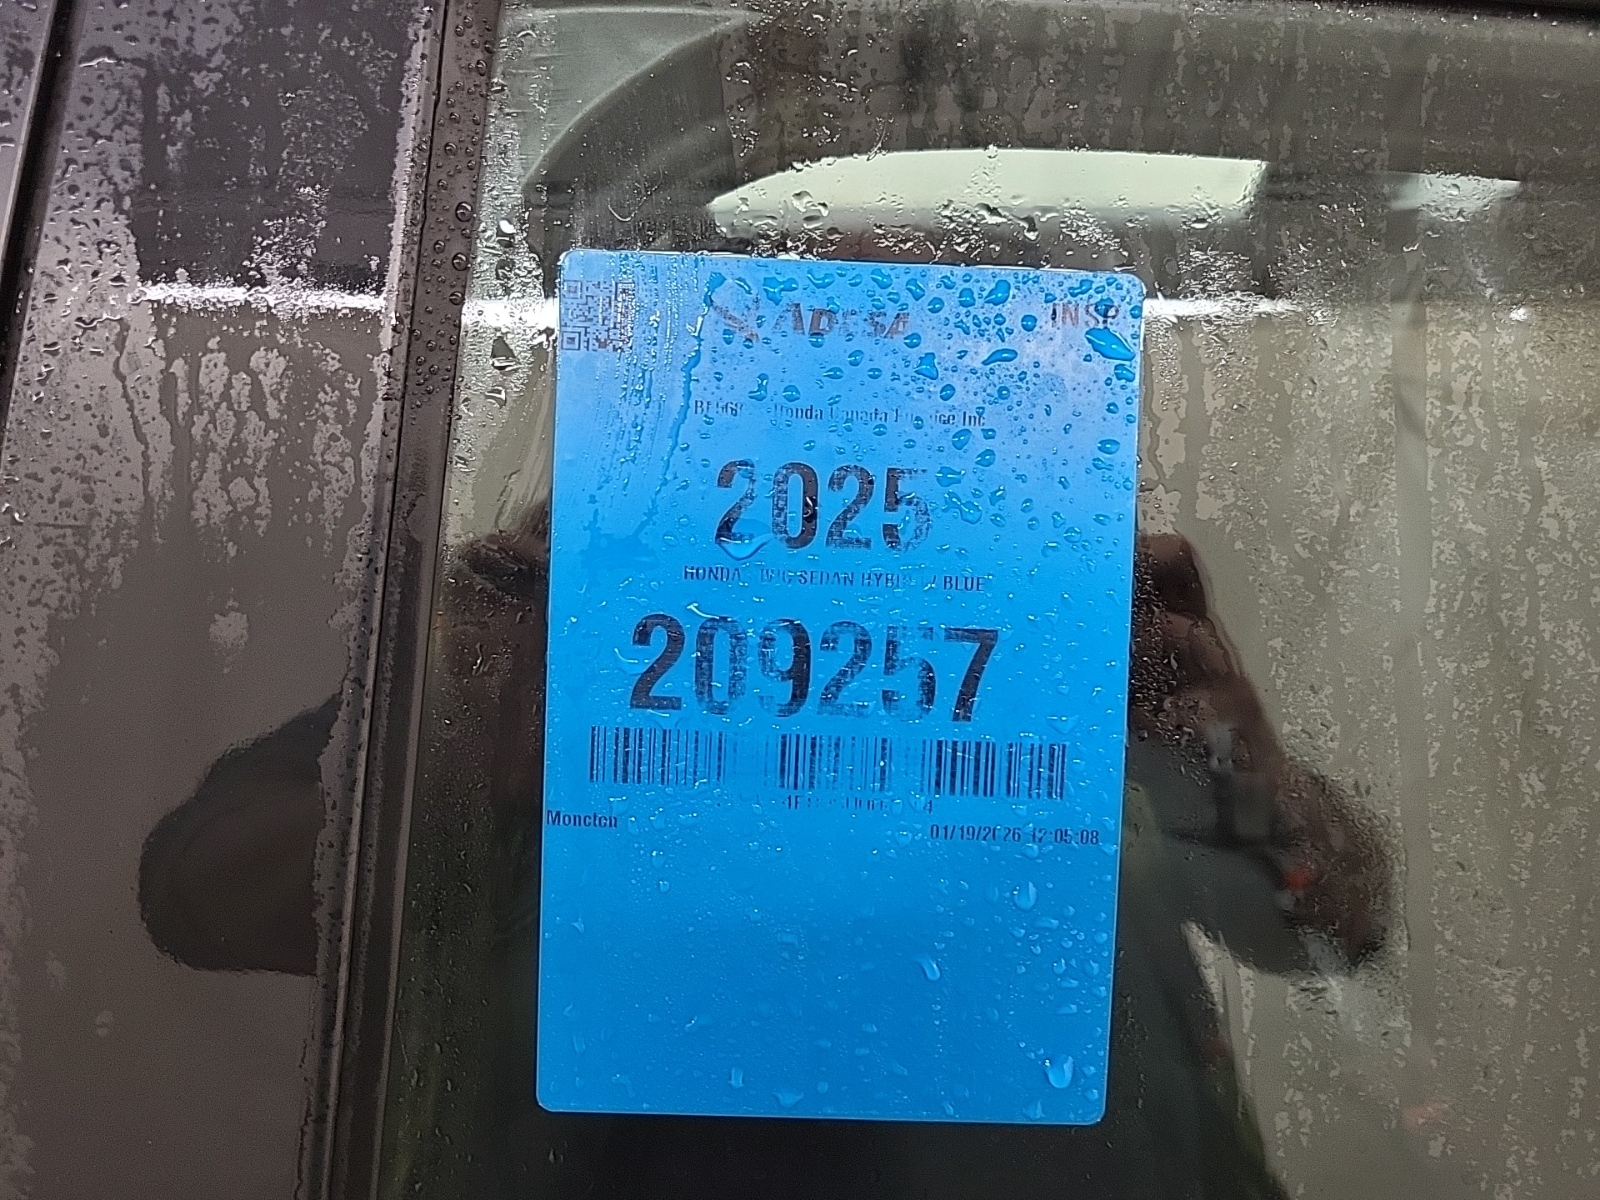 ADESA
INSP
Honda Canada Finance Inc
2025
HONDA CIVIC SEDAN HYBRID / BLUE
209257
Moncton
01/19/2026 12:05:08